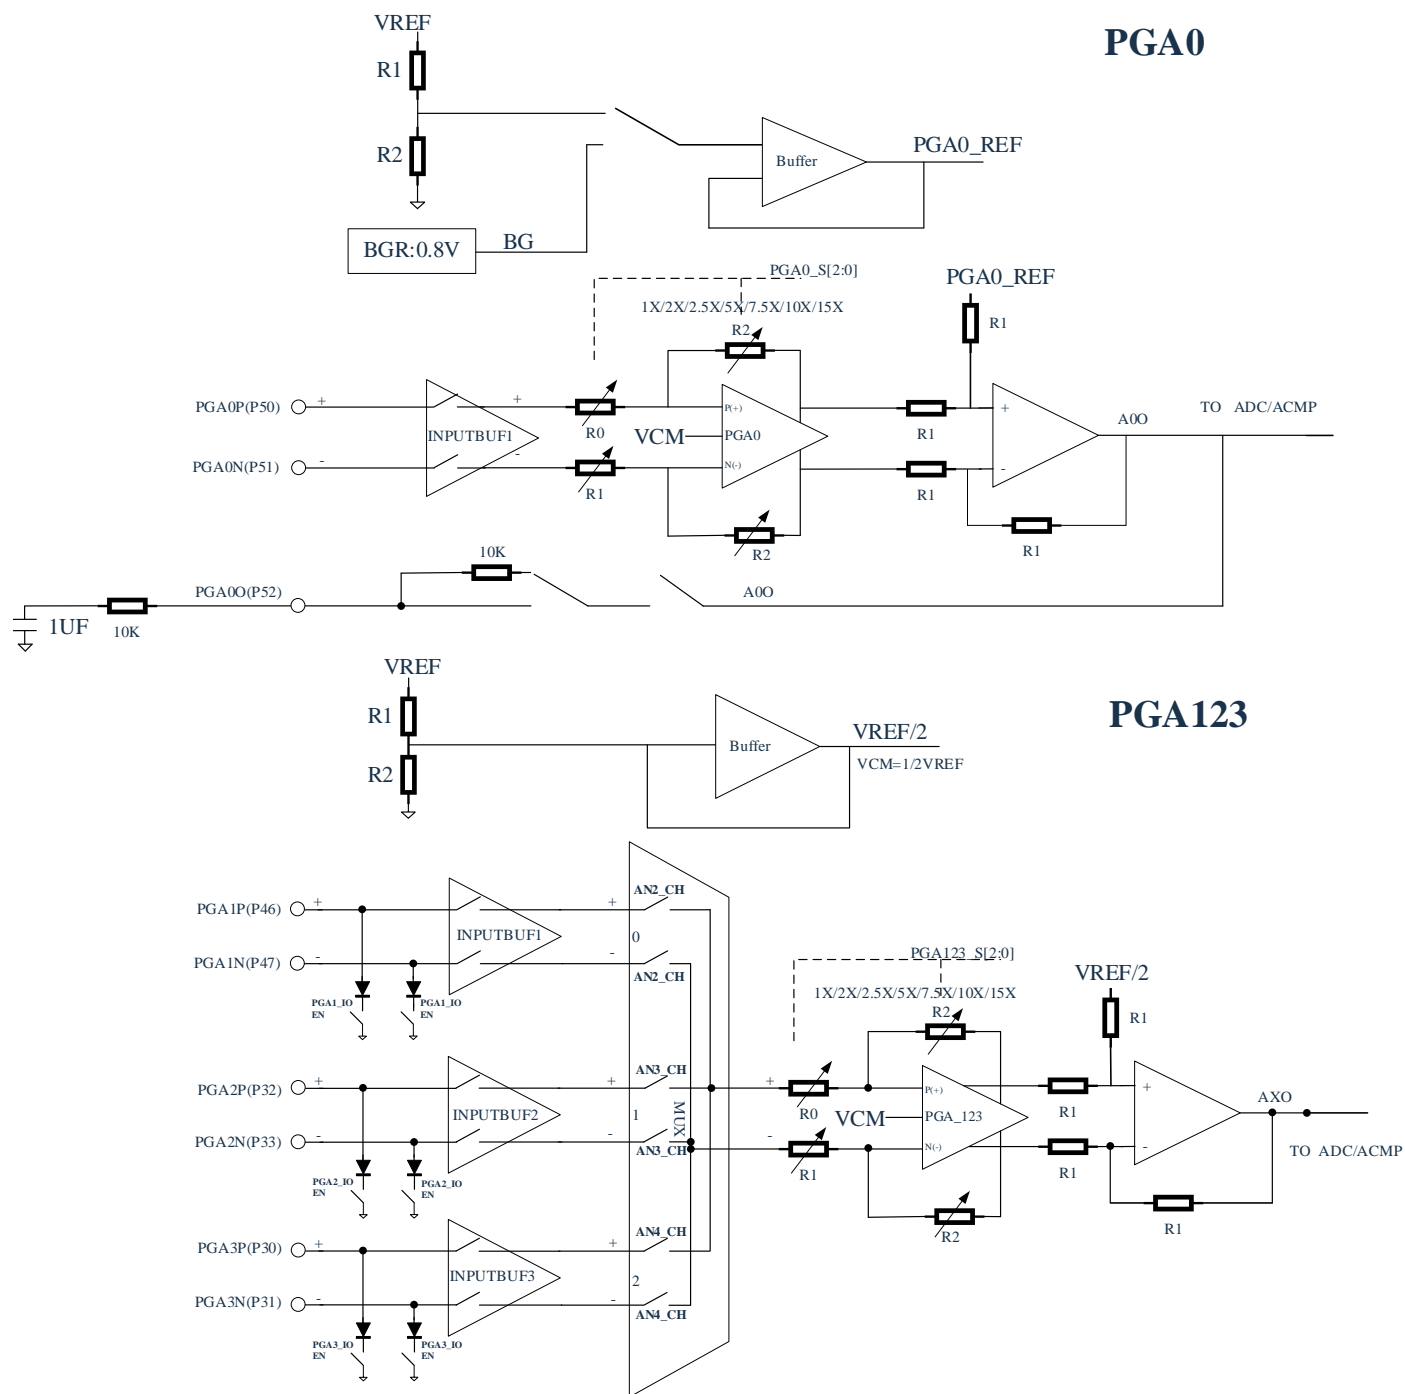 VREF
PGA0
R1
R2
Buffer
PGA0_REF
BGR:0.8V
BG
PGA0_S[2:0]
PGA0_REF
1X/2X/2.5X/5X/7.5X/10X/15X
R1
R2
PGA0P(P50)
+
+
R0
P(+)
R1
+
A0O
TO ADC/ACMP
INPUTBUF1
VCM
PGA0
PGA0N(P51)
-
-
R1
N(-)
R1
-
R2
R1
10K
PGA0O(P52)
A0O
1UF
10K
VREF
PGA123
R1
Buffer
VREF/2
VCM=1/2VREF
R2
AN2_CH
PGA1P(P46)
+
+
INPUTBUF1
0
PGA1N(P47)
-
-
AN2_CH
PGA1_IO
EN
PGA1_IO
EN
PGA123_S[2:0]
VREF/2
1X/2X/2.5X/5X/7.5X/10X/15X
R2
R1
AN3_CH
PGA2P(P32)
+
+
+
R0
P(+)
R1
+
AXO
INPUTBUF2
1
MUX
VCM
PGA_123
PGA2N(P33)
-
-
-
AN3_CH
R1
N(-)
R1
-
TO ADC/ACMP
PGA2_IO
EN
PGA2_IO
EN
R2
R1
AN4_CH
PGA3P(P30)
+
+
INPUTBUF3
2
PGA3N(P31)
-
-
AN4_CH
PGA3_IO
EN
PGA3_IO
EN